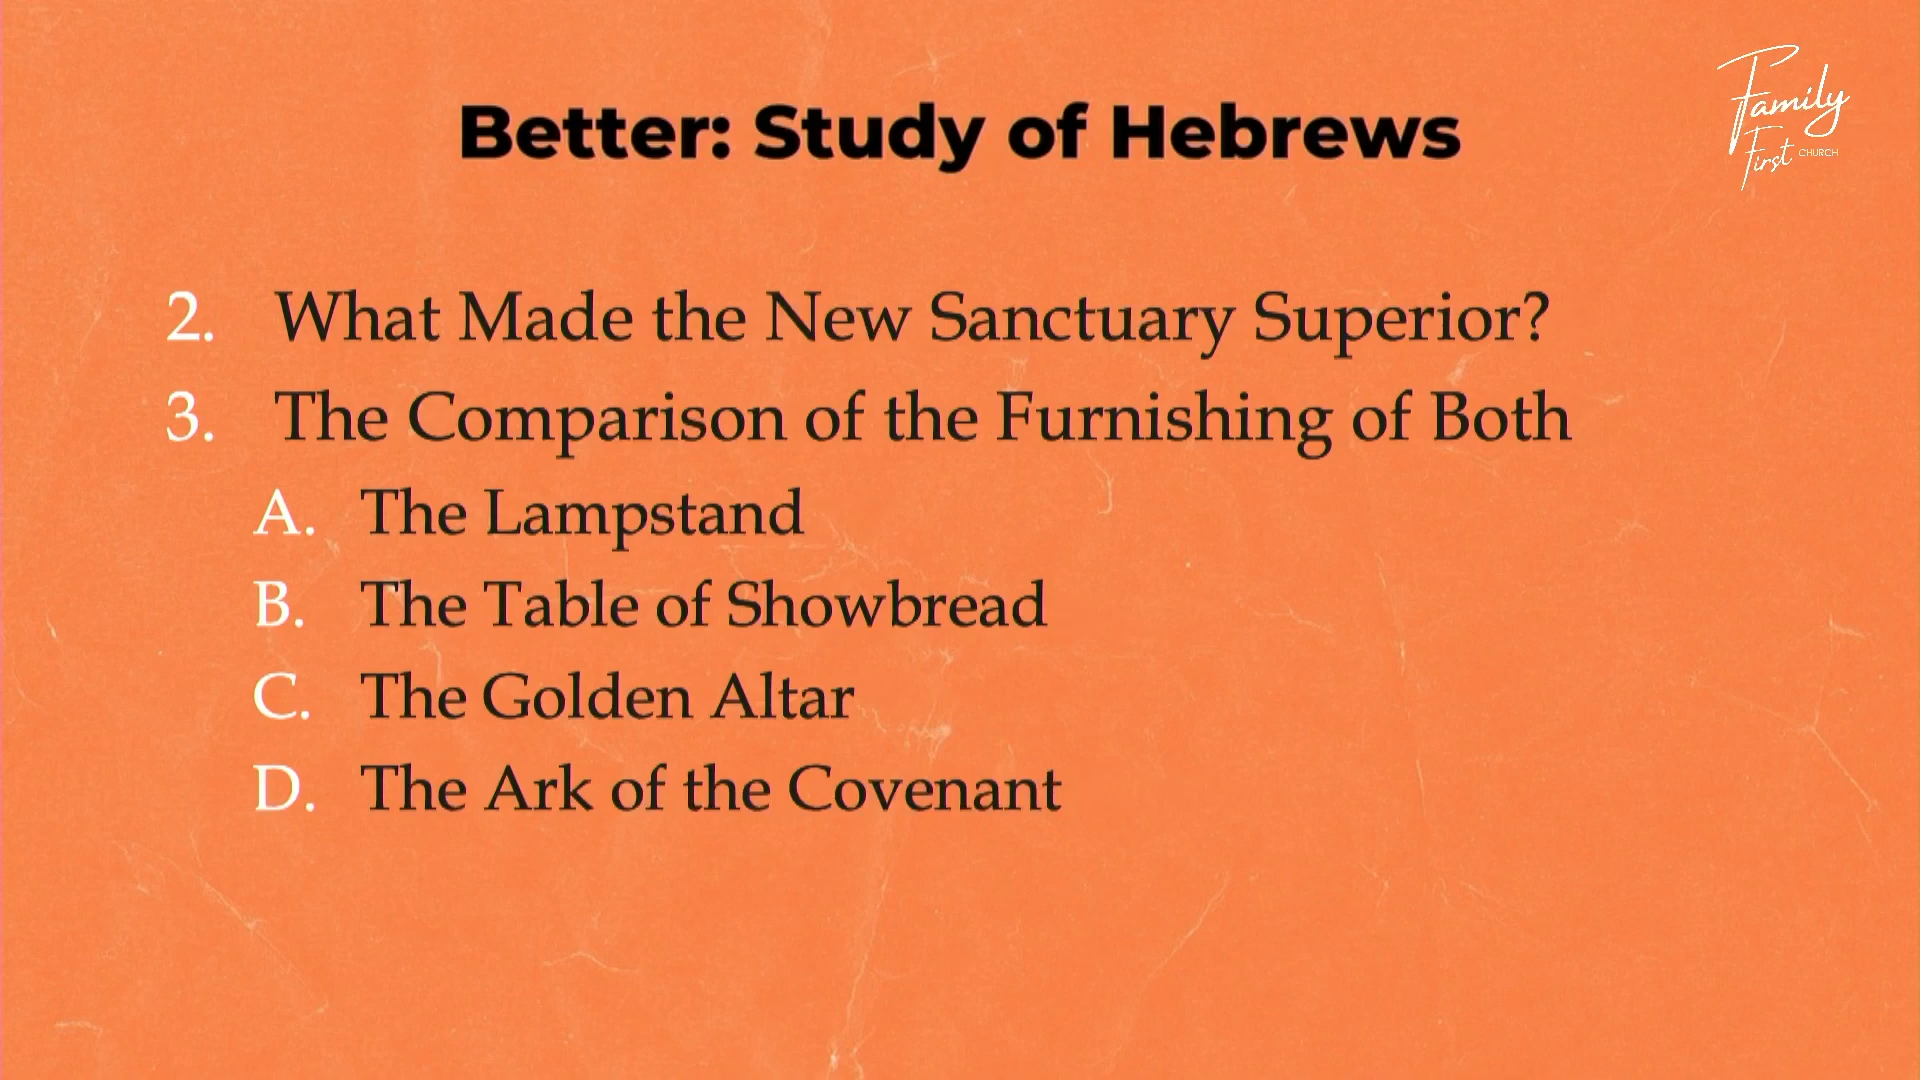 Better: Study of Hebrews
Family
First CHURCH
2. What Made the New Sanctuary Superior?
3. The Comparison of the Furnishing of Both
A. The Lampstand
B. The Table of Showbread
C. The Golden Altar
D. The Ark of the Covenant